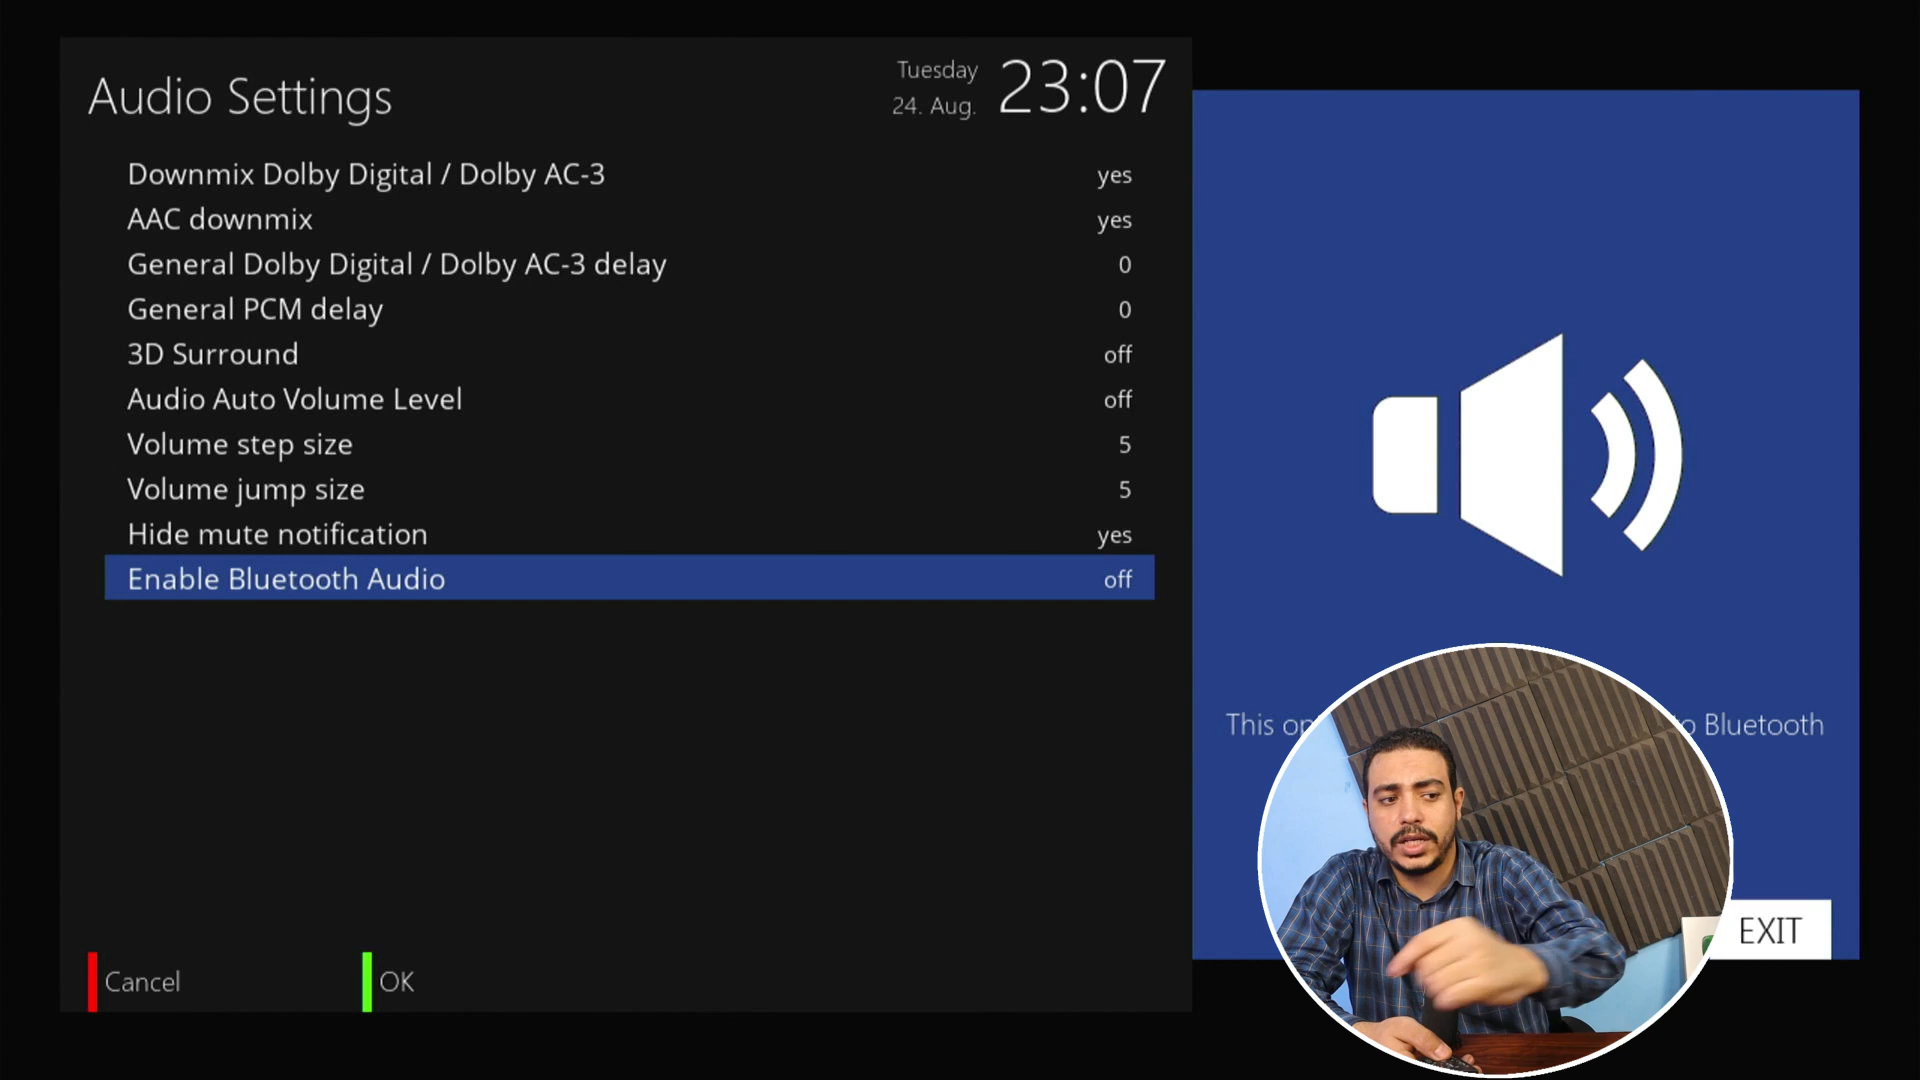 Audio Settings
Tuesday
24. Aug.
23:07
Downmix Dolby Digital / Dolby AC-3 yes
AAC downmix yes
General Dolby Digital / Dolby AC-3 delay 0
General PCM delay 0
3D Surround off
Audio Auto Volume Level off
Volume step size 5
Volume jump size 5
Hide mute notification yes
Enable Bluetooth Audio off
This Bluetooth
EXIT
Cancel
OK